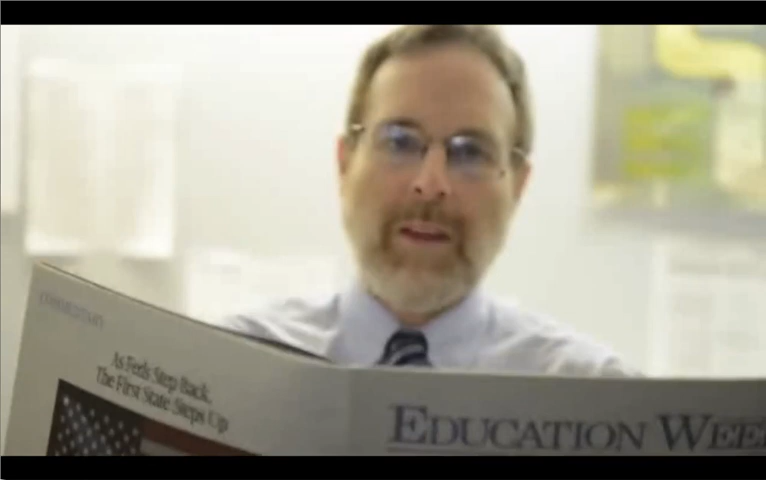 COMMENTARY
As Feds Step Back,
The First State Steps Up
EDUCATION WEE